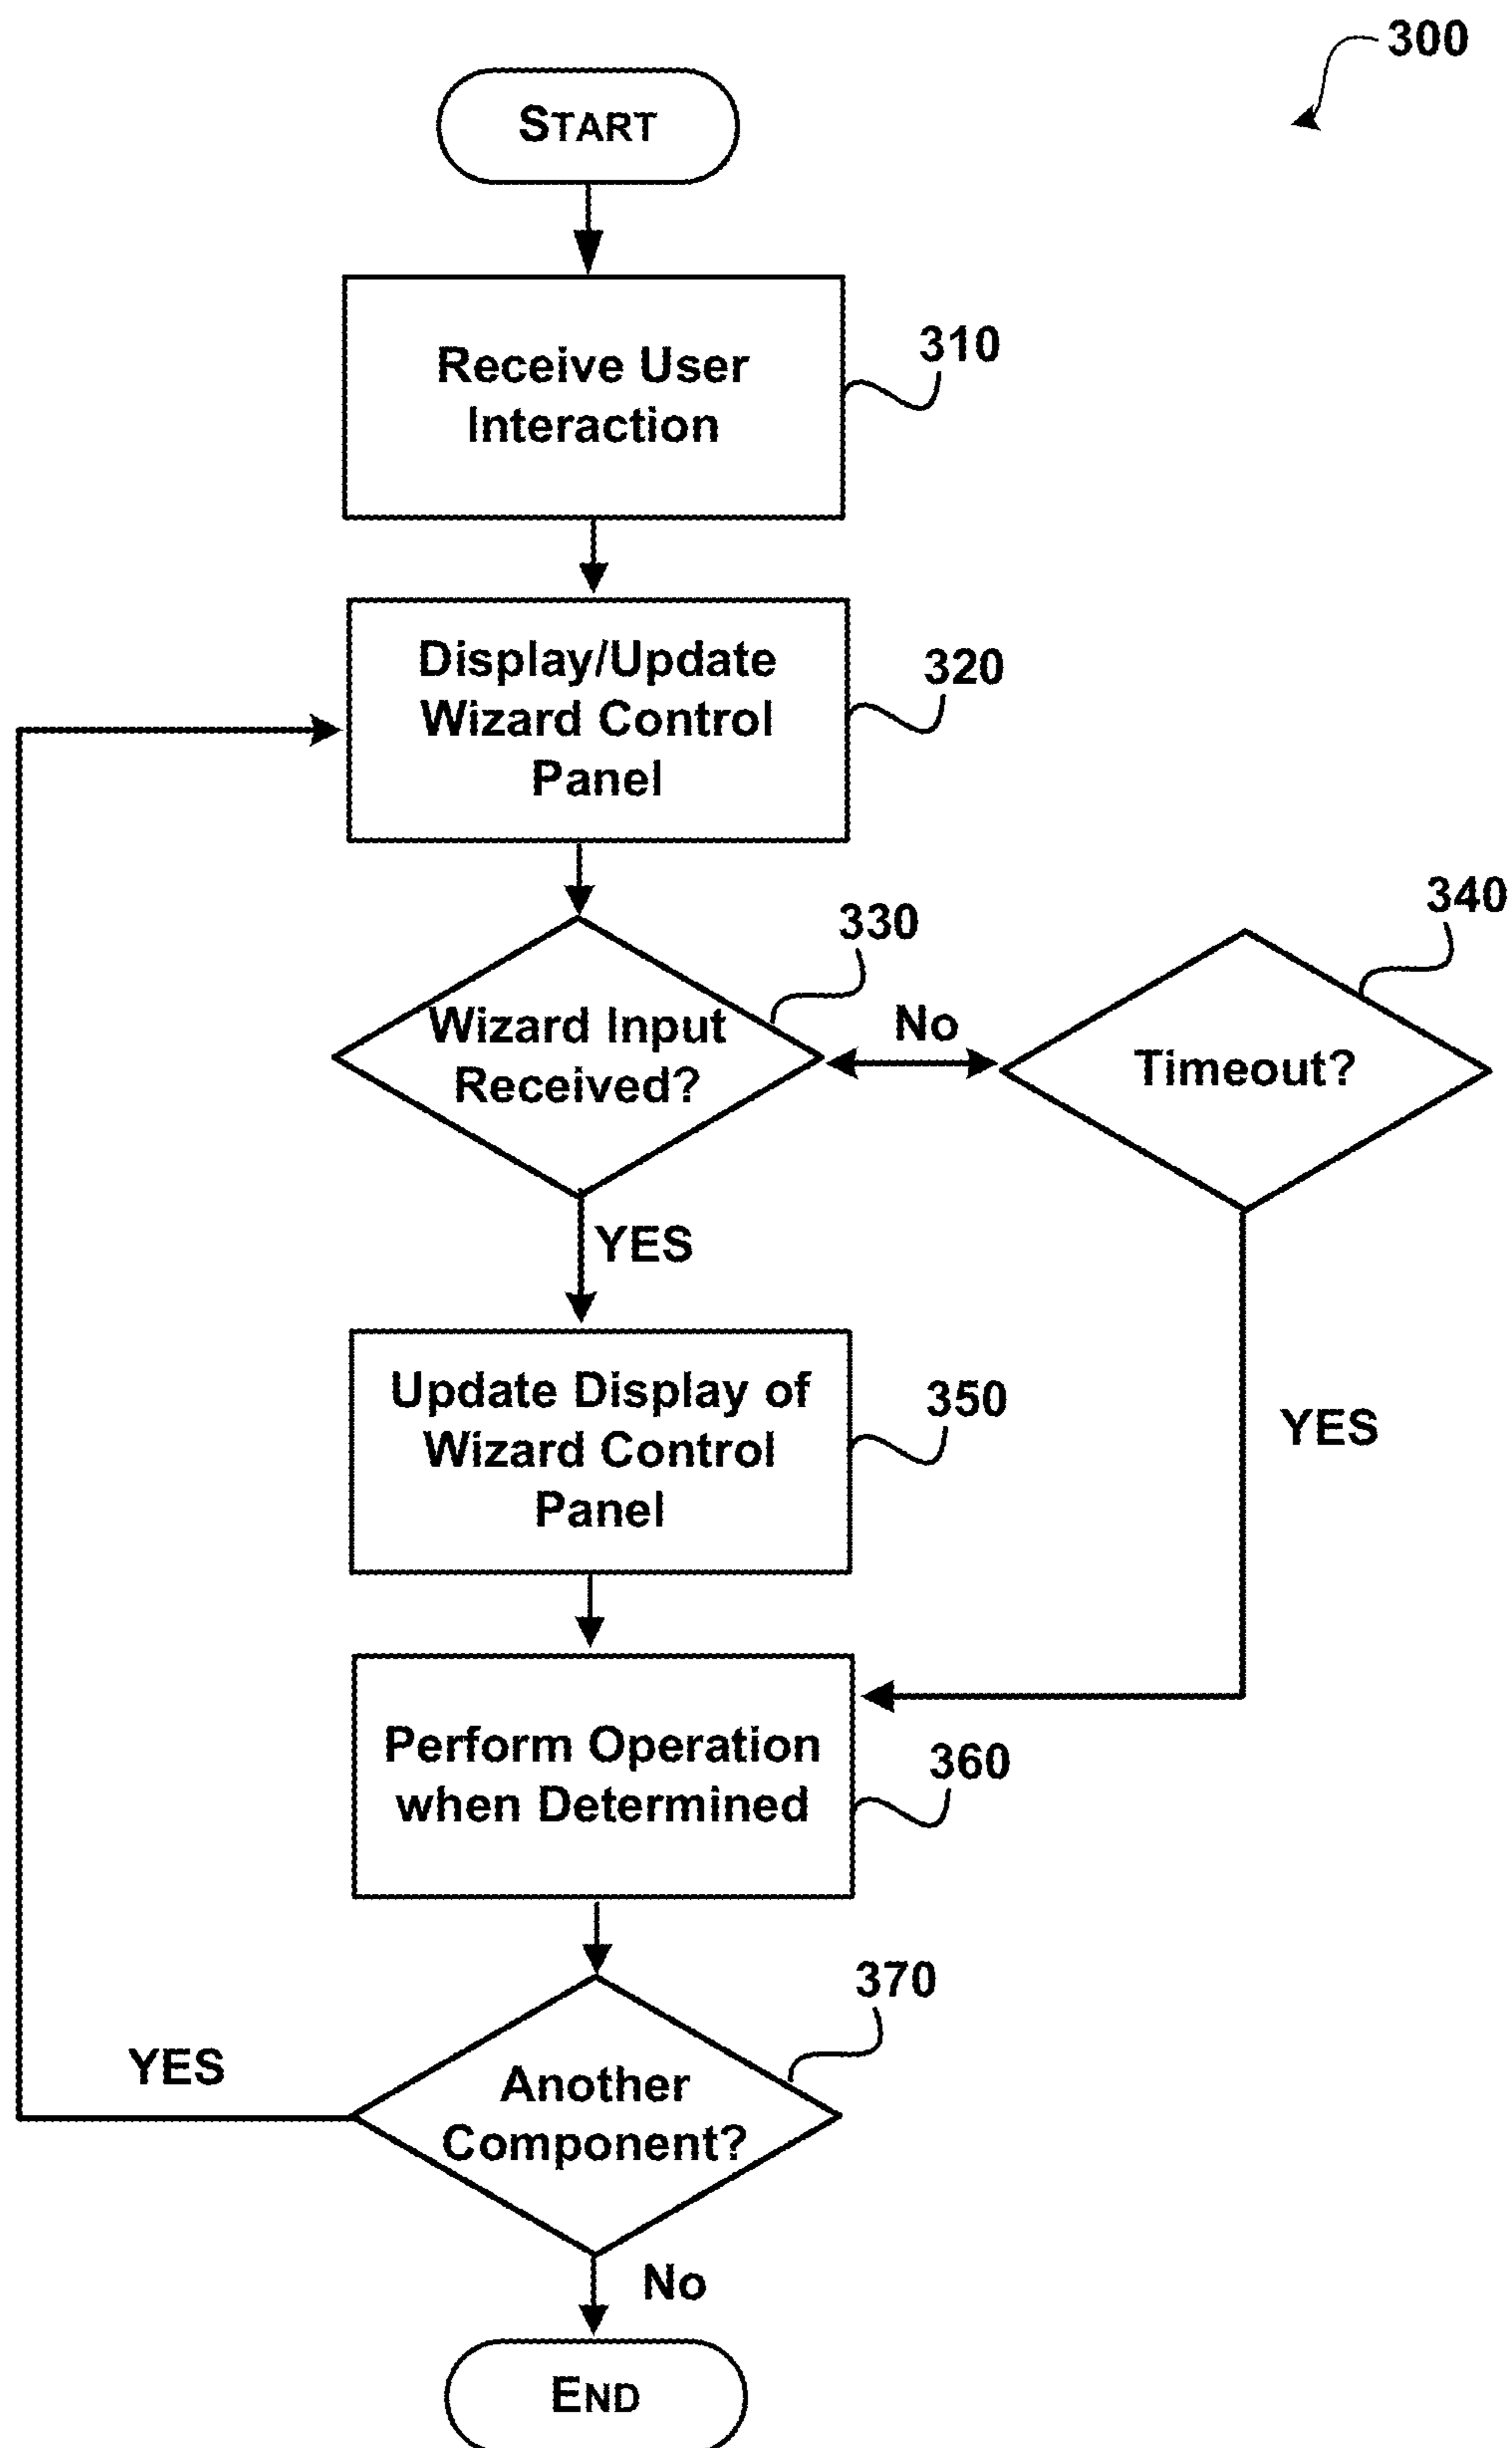 300
START
Receive User
Interaction
310
Display/Update
Wizard Control
Panel
320
Wizard Input
Received?
330
No
Timeout?
340
YES
Update Display of
Wizard Control
Panel
350
YES
Perform Operation
when Determined
360
Another
Component?
370
YES
No
END